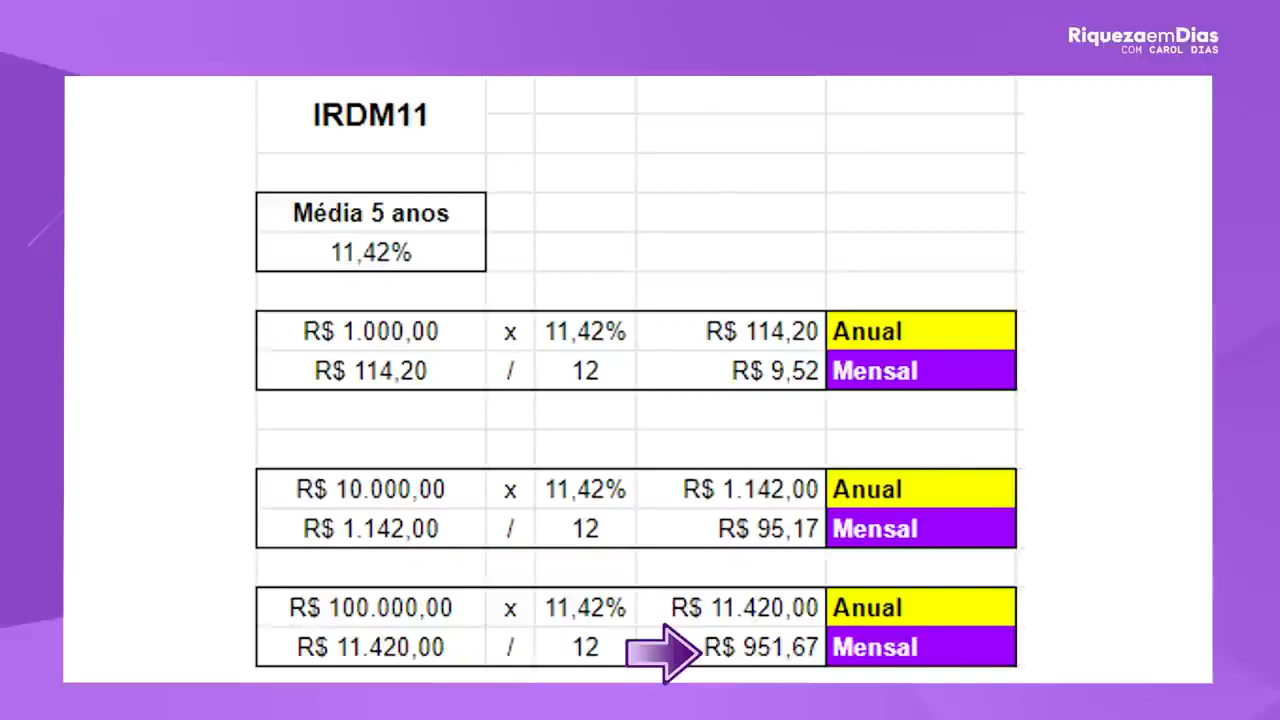 RiquezaemDias
COM CAROL DIAS
IRDM11
Média 5 anos
11,42%
R$ 1.000,00 x 11,42% R$ 114,20 Anual
R$ 114,20 / 12 R$ 9,52 Mensal
R$ 10.000,00 x 11,42% R$ 1.142,00 Anual
R$ 1.142,00 / 12 R$ 95,17 Mensal
R$ 100.000,00 x 11,42% R$ 11.420,00 Anual
R$ 11.420,00 / 12 R$ 951,67 Mensal